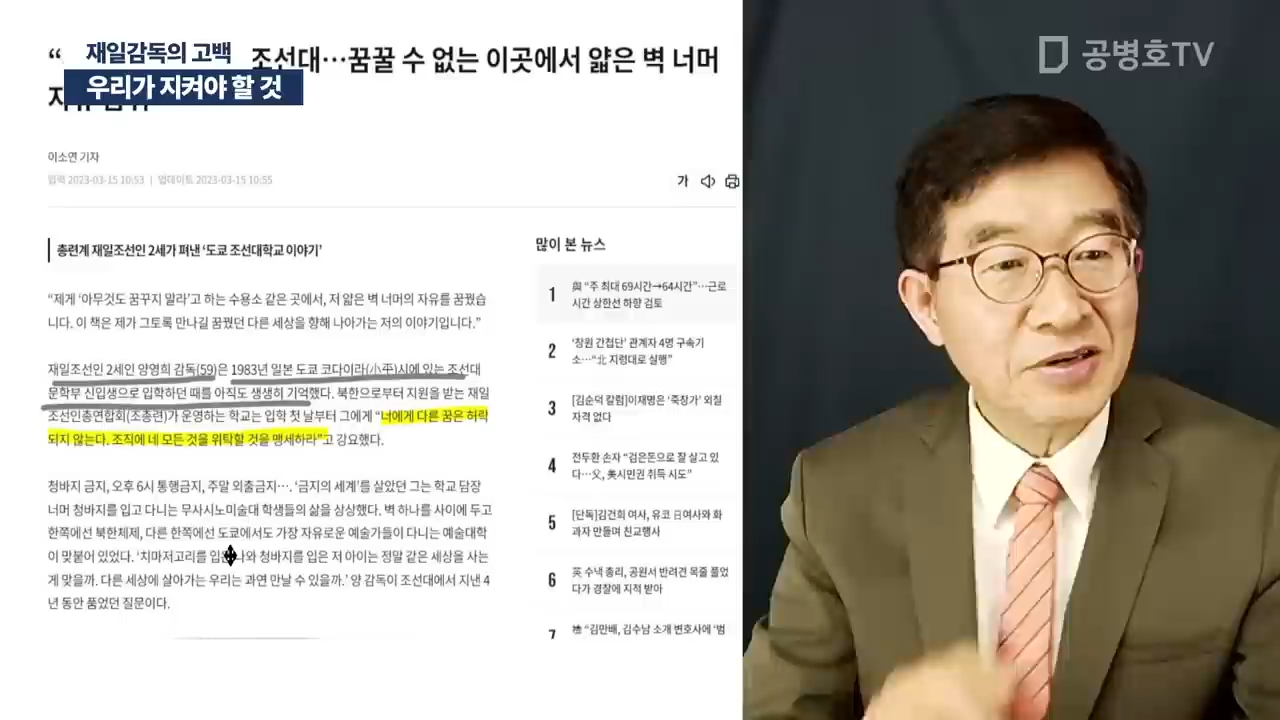 재일감독의 고백
우리가 지켜야 할 것
“
조선대…꿈꿀 수 없는 이곳에서 얇은 벽 너머
공병호TV
이소연 기자
입력 2023-03-15 10:53 | 업데이트 2023-03-15 10:55
가
총련계 재일조선인 2세가 펴낸 ‘도쿄 조선대학교 이야기’
“제게 ‘아무것도 꿈꾸지 말라’고 하는 수용소 같은 곳에서, 저 얇은 벽 너머의 자유를 꿈꿨습
니다. 이 책은 제가 그토록 만나길 꿈꿨던 다른 세상을 향해 나아가는 저의 이야기입니다.”
재일조선인 2세인 양영희 감독(59)은 1983년 일본 도쿄 코다이라(小平)시에 있는 조선대
문학부 신입생으로 입학하던 때를 아직도 생생히 기억했다. 북한으로부터 지원을 받는 재일
조선인총연합회(조총련)가 운영하는 학교는 입학 첫 날부터 그에게 “너에게 다른 꿈은 허락
되지 않는다. 조직에 네 모든 것을 위탁할 것을 맹세하라”고 강요했다.
청바지 금지, 오후 6시 통행금지, 주말 외출금지…. ‘금지의 세계’를 살았던 그는 학교 담장
너머 청바지를 입고 다니는 무사시노미술대 학생들의 삶을 상상했다. 벽 하나를 사이에 두고
한쪽에선 북한체제, 다른 한쪽에선 도쿄에서도 가장 자유로운 예술가들이 다니는 예술대학
이 맞붙어 있었다. ‘치마저고리를 입은 나와 청바지를 입은 저 아이는 정말 같은 세상을 사는
게 맞을까. 다른 세상에 살아가는 우리는 과연 만날 수 있을까.’ 양 감독이 조선대에서 지낸 4
년 동안 품었던 질문이다.
많이 본 뉴스
1 與 “주 최대 69시간→64시간”…근로
시간 상한선 하향 검토
2 ‘창원 간첩단’ 관계자 4명 구속기
소…“北 지령대로 실행”
3 [김순덕 칼럼]이재명은 ‘죽창가’ 외칠
자격 없다
4 전두환 손자 “검은돈으로 잘 살고 있
다…父, 美시민권 취득 시도”
5 [단독]김건희 여사, 유코 日여사와 화
과자 만들며 친교행사
6 英 수낵 총리, 공원서 반려견 목줄 풀었
다가 경찰에 지적 받아
7 “김만배, 김수남 소개 변호사에 ‘범